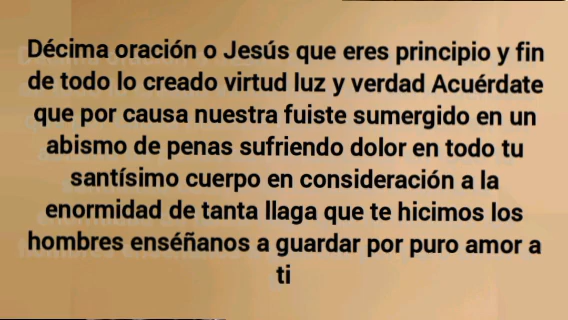 Décima oración o Jesús que eres principio y fin
de todo lo creado virtud luz y verdad Acuérdate
que por causa nuestra fuiste sumergido en un
abismo de penas sufriendo dolor en todo tu
santísimo cuerpo en consideración a la
enormidad de tanta llaga que te hicimos los
hombres enséñanos a guardar por puro amor a
ti